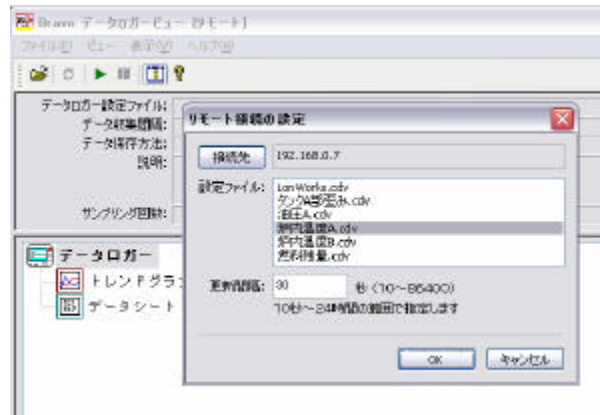 Bravo データロガービュー [リモート]
ファイル(F) ビュー 表示(V) ヘルプ(H)
データロガー設定ファイル:
データ収集間隔:
データ保存方法:
説明:
サンプリング回数:
データロガー
トレンドグラ
データシート
リモート接続の設定
接続先 192.168.0.7
設定ファイル: LonWorks.cdv
タンクA部歪み.cdv
油圧A.cdv
炉内温度A.cdv
炉内温度B.cdv
燃料残量.cdv
更新間隔: 30 秒 (10～86400)
10秒～24時間の範囲で指定します
OK キャンセル